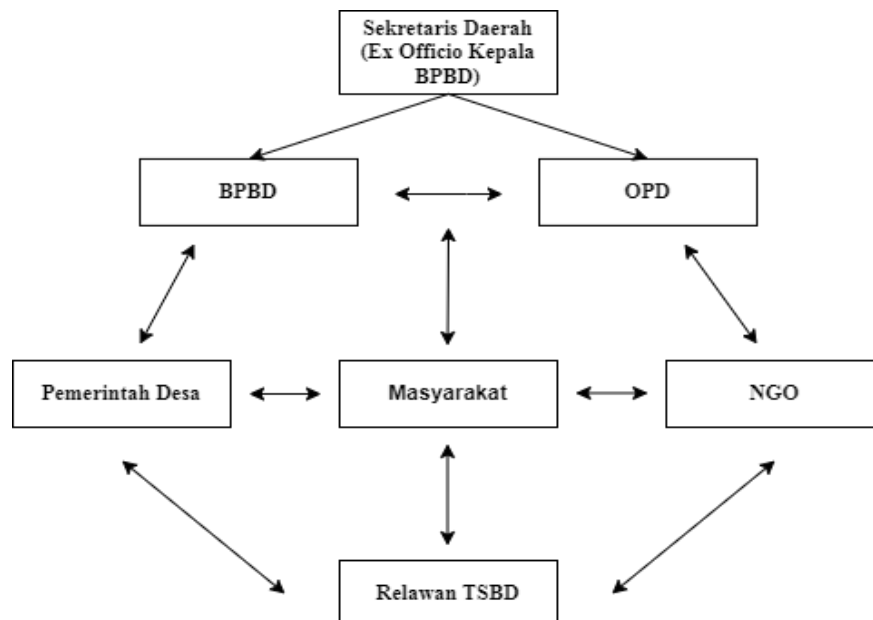 Sekretaris Daerah
(Ex Officio Kepala
BPBD)
BPBD
OPD
Pemerintah Desa
Masyarakat
NGO
Relawan TSBD